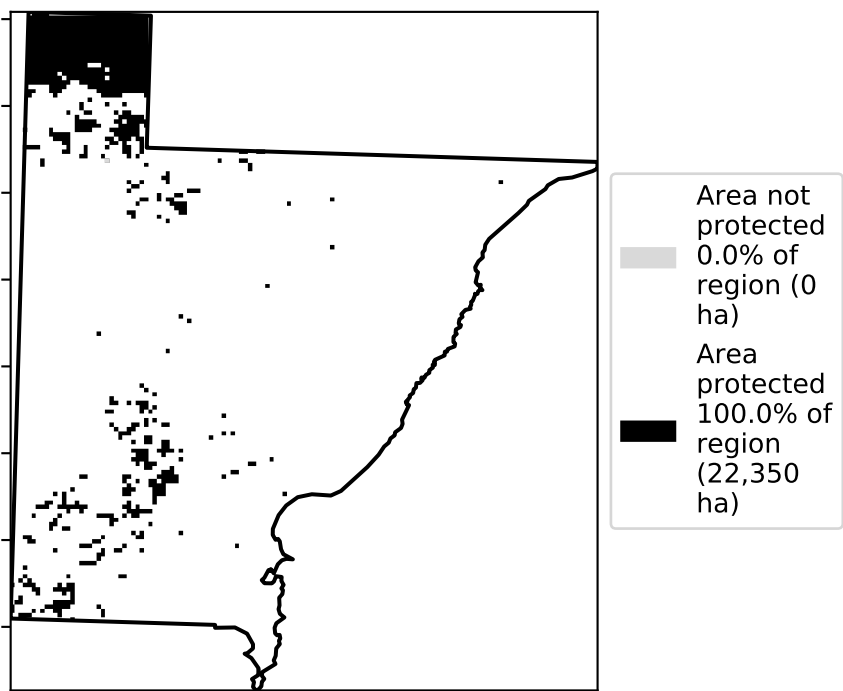 Area not
protected
0.0% of
region (0
ha)
Area
protected
100.0% of
region
(22,350
ha)